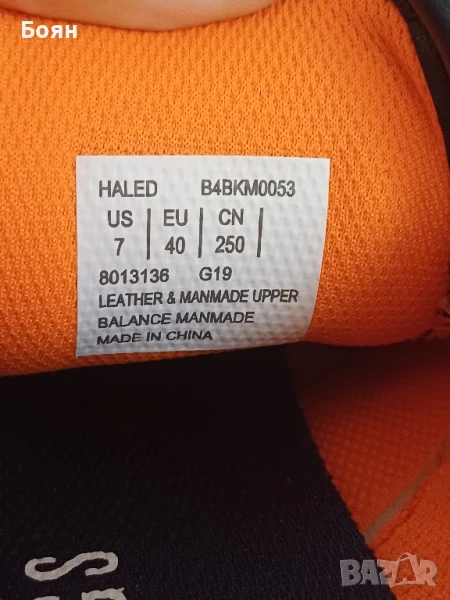 Боян
HALED B4BKM0053
US EU CN
7 40 250
8013136 G19
LEATHER & MANMADE UPPER
BALANCE MANMADE
MADE IN CHINA
BAZAR